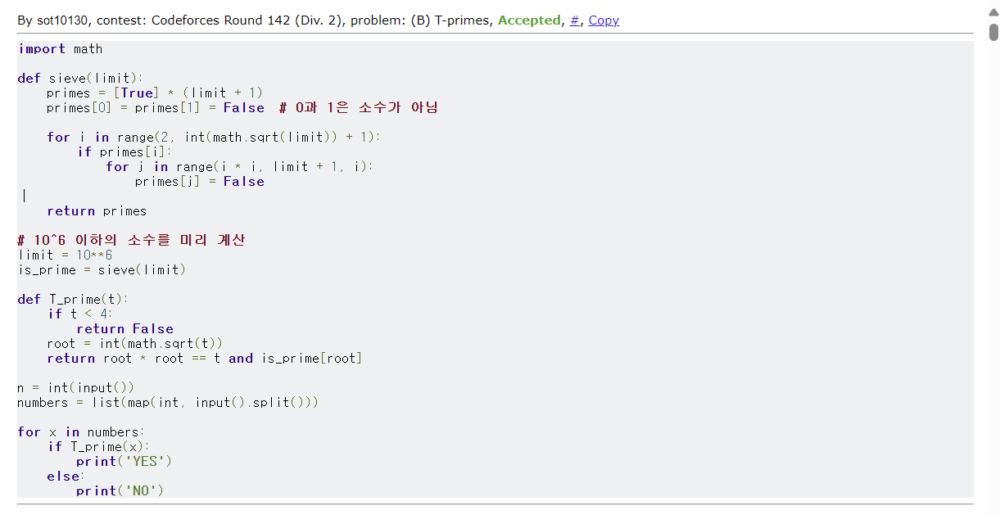 By sot10130, contest: Codeforces Round 142 (Div. 2), problem: (B) T-primes, Accepted, #, Copy
import math
def sieve(limit):
    primes = [True] * (limit + 1)
    primes[0] = primes[1] = False  # 0과 1은 소수가 아님
    for i in range(2, int(math.sqrt(limit)) + 1):
        if primes[i]:
            for j in range(i * i, limit + 1, i):
                primes[j] = False
    return primes
# 10^6 이하의 소수를 미리 계산
limit = 10**6
is_prime = sieve(limit)
def T_prime(t):
    if t < 4:
        return False
    root = int(math.sqrt(t))
    return root * root == t and is_prime[root]
n = int(input())
numbers = list(map(int, input().split()))
for x in numbers:
    if T_prime(x):
        print('YES')
    else:
        print('NO')